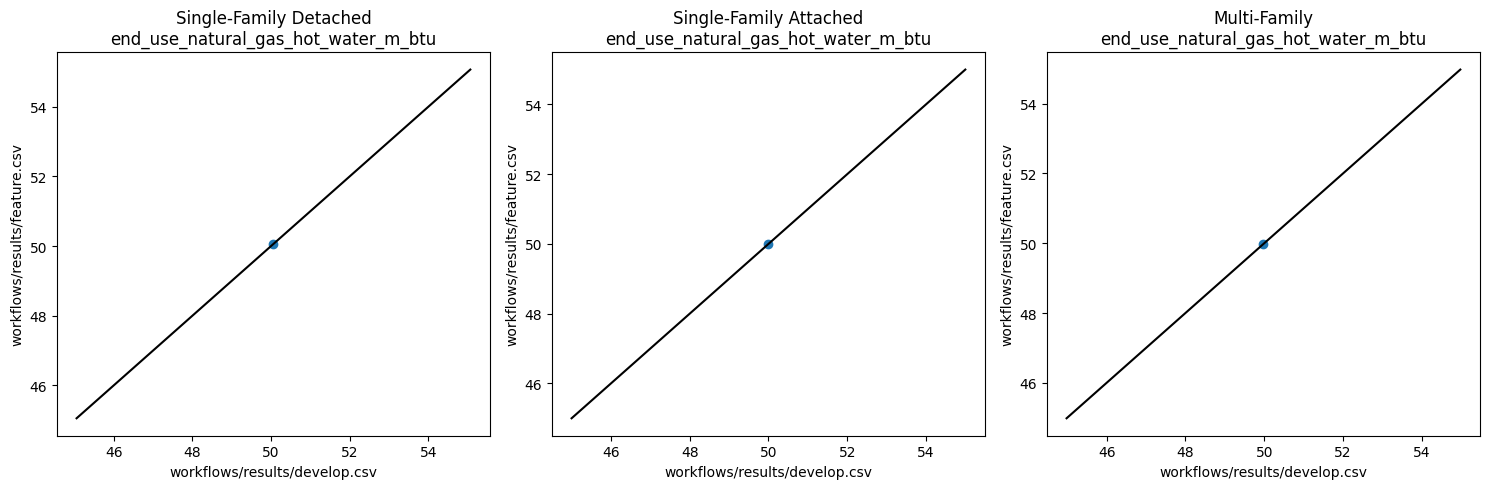 Single-Family Detached
end_use_natural_gas_hot_water_m_btu
workflows/results/feature.csv
54
52
50
48
46
46
48
50
52
54
workflows/results/develop.csv
Single-Family Attached
end_use_natural_gas_hot_water_m_btu
workflows/results/feature.csv
54
52
50
48
46
46
48
50
52
54
workflows/results/develop.csv
Multi-Family
end_use_natural_gas_hot_water_m_btu
workflows/results/feature.csv
54
52
50
48
46
46
48
50
52
54
workflows/results/develop.csv